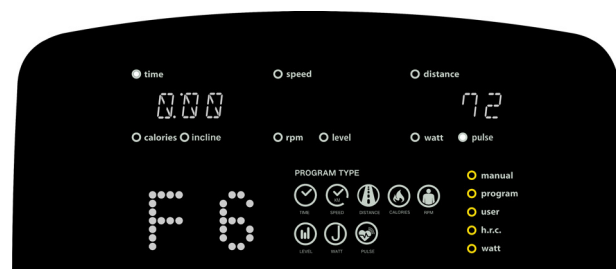 time speed distance
0:00 72
calories incline rpm level watt pulse
PROGRAM TYPE
manual
KM
program
TIME SPEED DISTANCE CALORIES RPM
user
F 6
h.r.c.
LEVEL WATT PULSE
watt